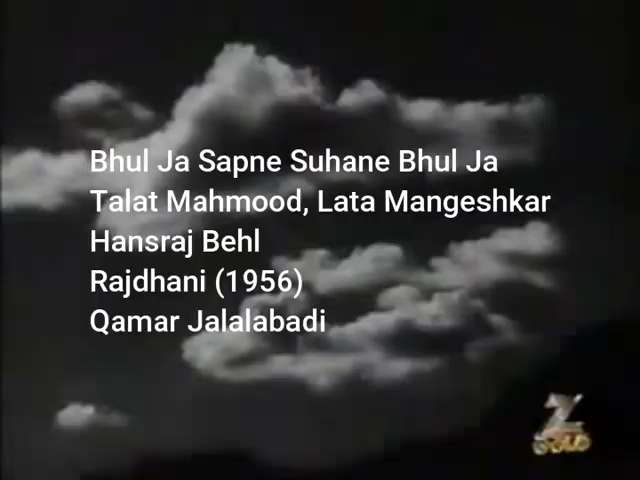 Bhul Ja Sapne Suhane Bhul Ja
Talat Mahmood, Lata Mangeshkar
Hansraj Behl
Rajdhani (1956)
Qamar Jalalabadi